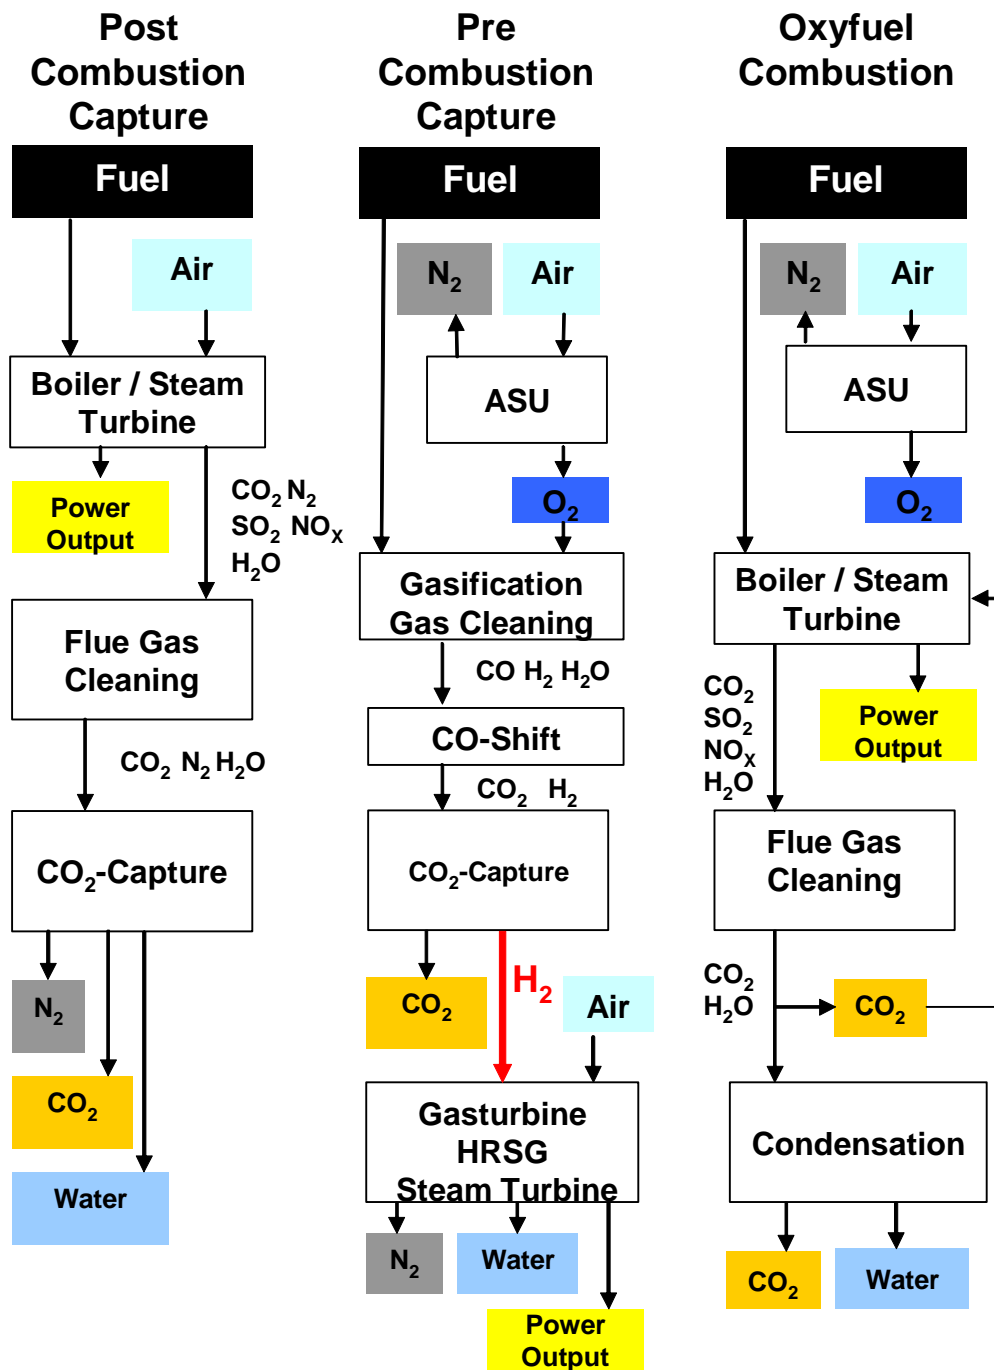 Post
Combustion
Capture
Fuel
Air
Boiler / Steam
Turbine
Power
Output
CO₂ N₂
SO₂ NOₓ
H₂O
Flue Gas
Cleaning
CO₂ N₂ H₂O
CO₂-Capture
N₂
CO₂
Water
Pre
Combustion
Capture
Fuel
N₂
Air
ASU
O₂
Gasification
Gas Cleaning
CO H₂ H₂O
CO-Shift
CO₂ H₂
CO₂-Capture
H₂
CO₂
Air
Gasturbine
HRSG
Steam Turbine
N₂
Water
Power
Output
Oxyfuel
Combustion
Fuel
N₂
Air
ASU
O₂
Boiler / Steam
Turbine
CO₂
SO₂
NOₓ
H₂O
Power
Output
Flue Gas
Cleaning
CO₂
H₂O
CO₂
Condensation
CO₂
Water